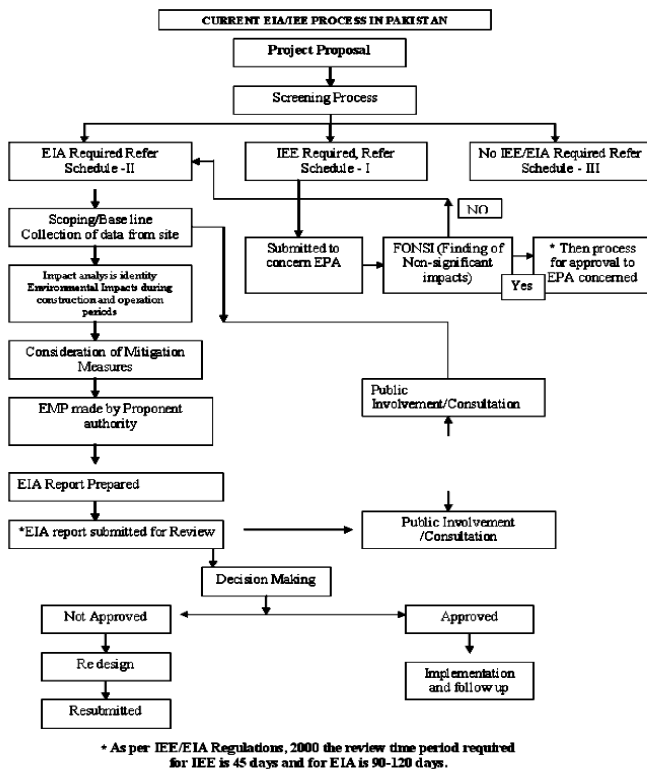 CURRENT EIA/IEE PROCESS IN PAKISTAN
Project Proposal
Screening Process
EIA Required Refer
Schedule -II
IEE Required, Refer
Schedule - I
No IEE/EIA Required Refer
Schedule - III
NO
Scoping/Base line
Collection of data from site
Submitted to
concern EPA
FONSI (Finding of
Non-significant
impacts)
* Then process
for approval to
EPA concerned
Yes
Impact analysis identity
Environmental Impacts during
construction and operation
periods
Consideration of Mitigation
Measures
Public
Involvement/Consultation
EMP made by Proponent
authority
EIA Report Prepared
*EIA report submitted for Review
Public Involvement
/Consultation
Decision Making
Not Approved
Approved
Re design
Implementation
and follow up
Resubmitted
* As per IEE/EIA Regulations, 2000 the review time period required
for IEE is 45 days and for EIA is 90-120 days.